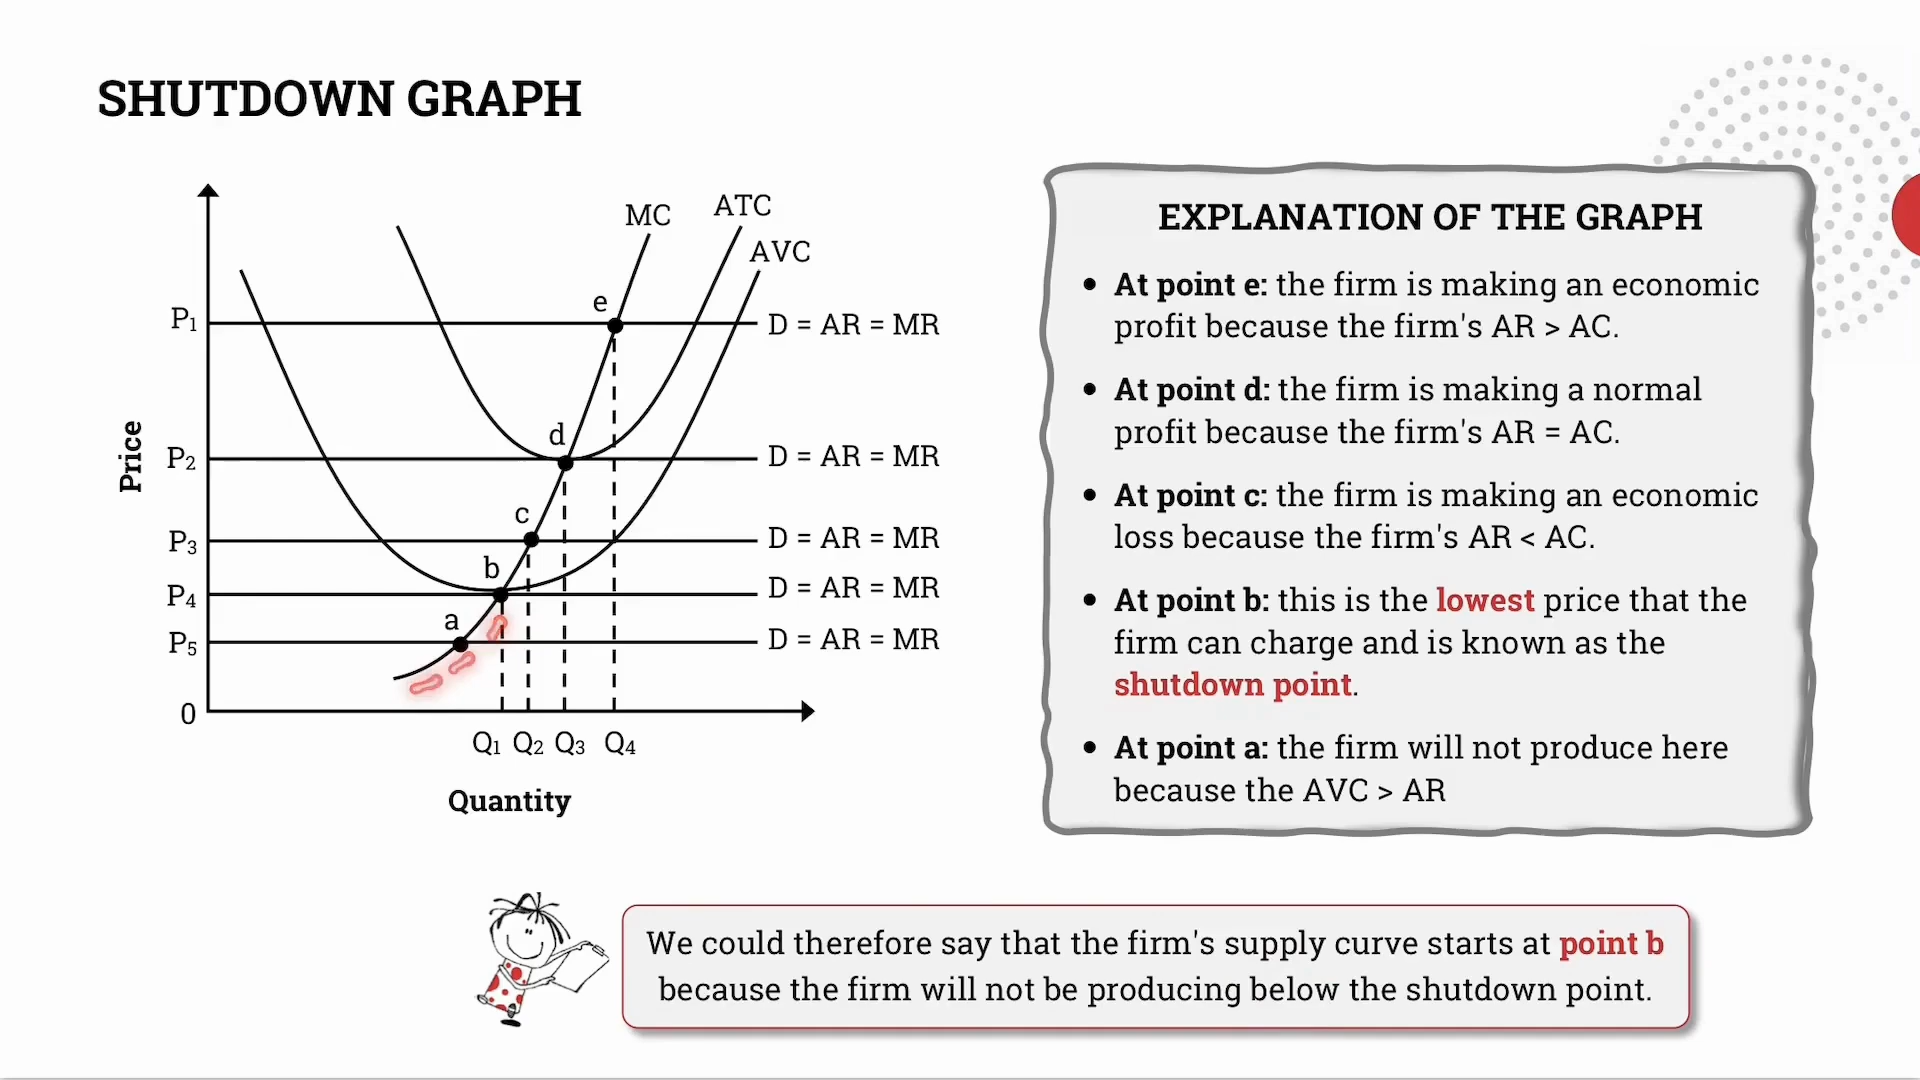 SHUTDOWN GRAPH
MC
ATC
AVC
e
P1
D = AR = MR
d
P2
D = AR = MR
c
P3
D = AR = MR
b
P4
D = AR = MR
a
P5
D = AR = MR
0
Q1 Q2 Q3 Q4
Price
Quantity
EXPLANATION OF THE GRAPH
• At point e: the firm is making an economic
profit because the firm's AR > AC.
• At point d: the firm is making a normal
profit because the firm's AR = AC.
• At point c: the firm is making an economic
loss because the firm's AR < AC.
• At point b: this is the lowest price that the
firm can charge and is known as the
shutdown point.
• At point a: the firm will not produce here
because the AVC > AR
We could therefore say that the firm's supply curve starts at point b
because the firm will not be producing below the shutdown point.